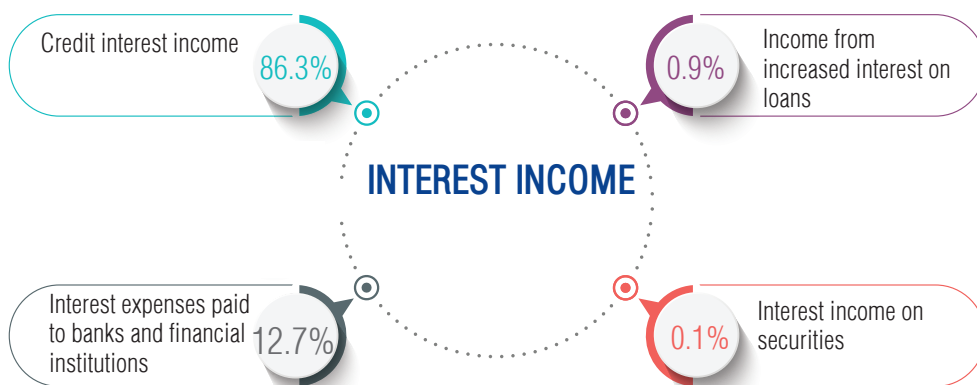 Credit interest income
86.3%
0.9%
Income from
increased interest on
loans
INTEREST INCOME
Interest expenses paid
to banks and financial
institutions
12.7%
0.1%
Interest income on
securities